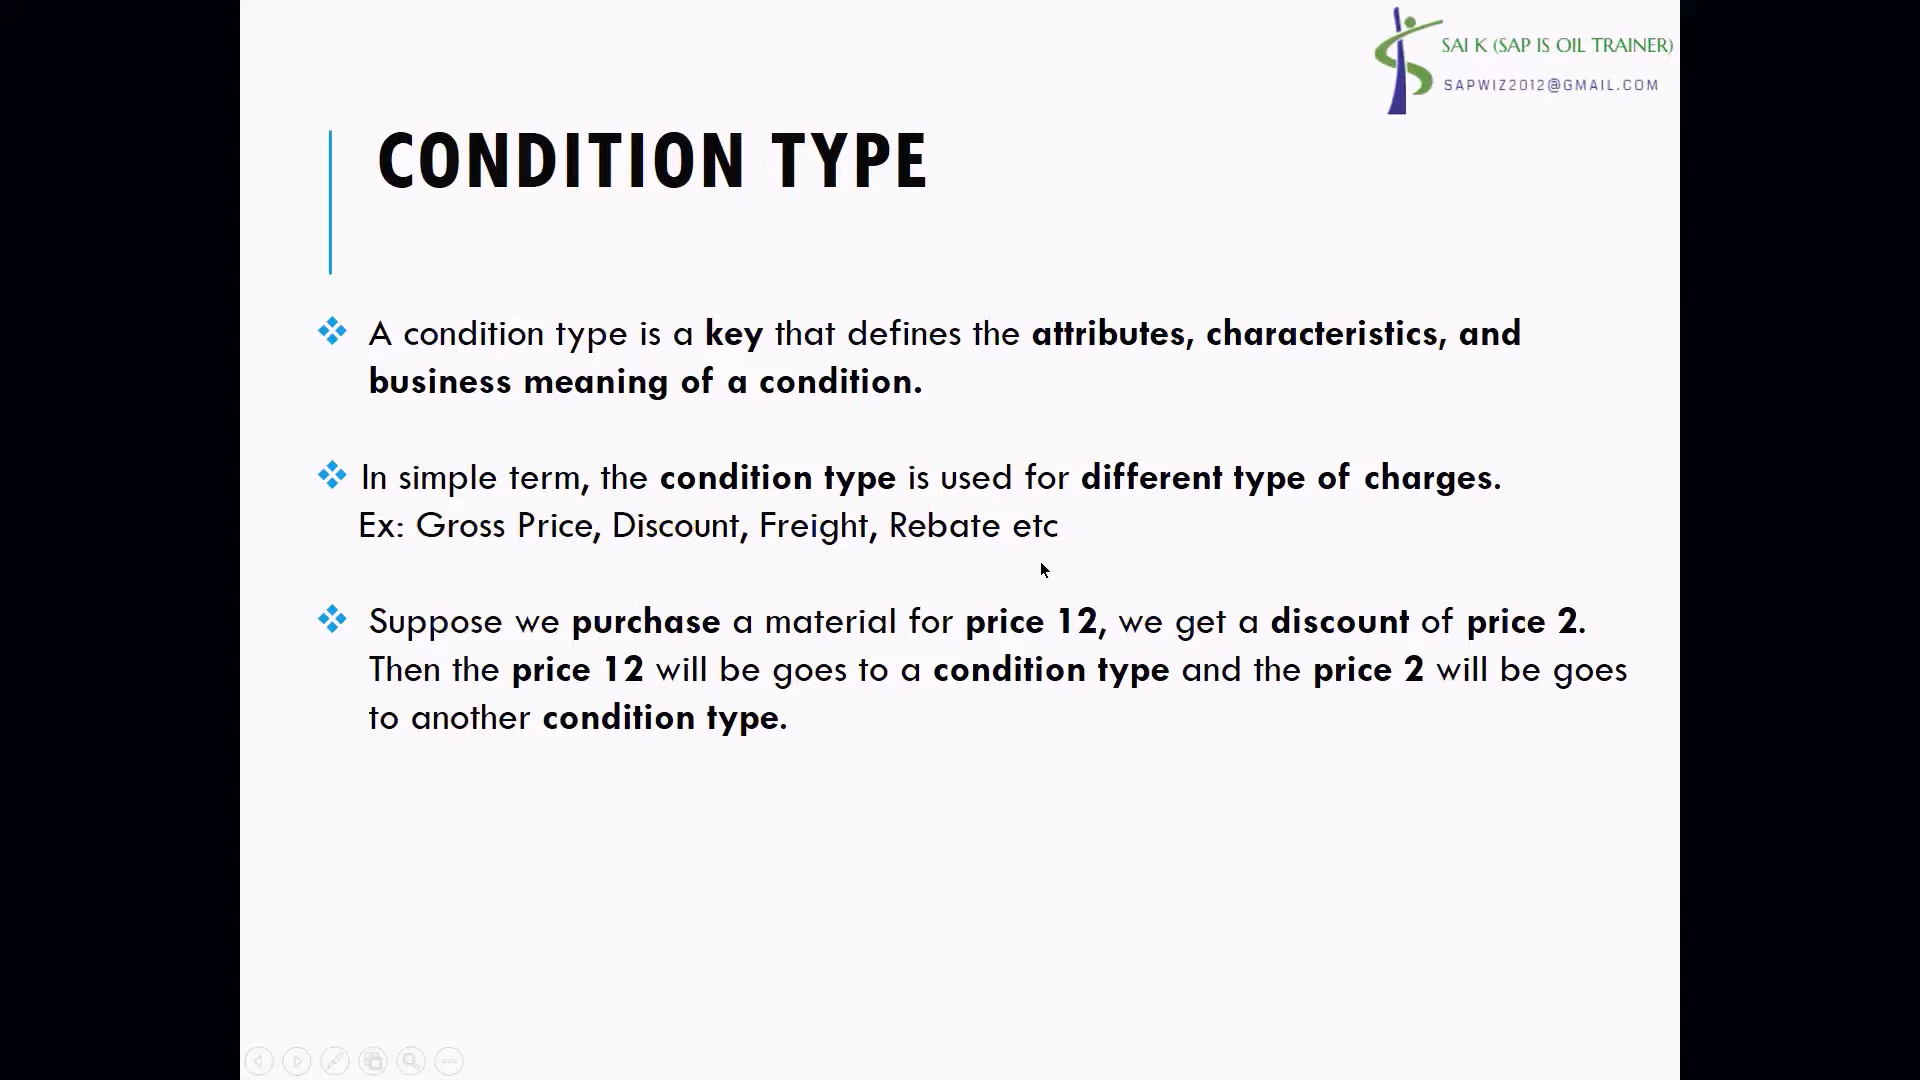 SAI K (SAP IS OIL TRAINER)
SAPWIZ2012@GMAIL.COM
CONDITION TYPE
A condition type is a key that defines the attributes, characteristics, and
business meaning of a condition.
In simple term, the condition type is used for different type of charges.
Ex: Gross Price, Discount, Freight, Rebate etc
Suppose we purchase a material for price 12, we get a discount of price 2.
Then the price 12 will be goes to a condition type and the price 2 will be goes
to another condition type.